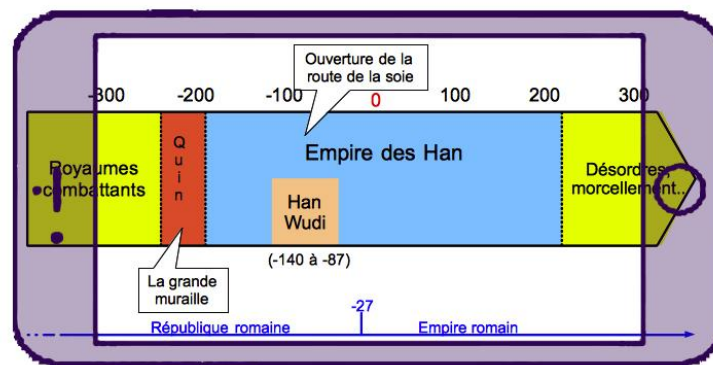 Ouverture de la
route de la soie
-300 -200 -100 0 100 200 300
Quin
Royaumes
combattants
Empire des Han
Désordres,
morcellement...
Han
Wudi
(-140 à -87)
La grande
muraille
-27
République romaine Empire romain